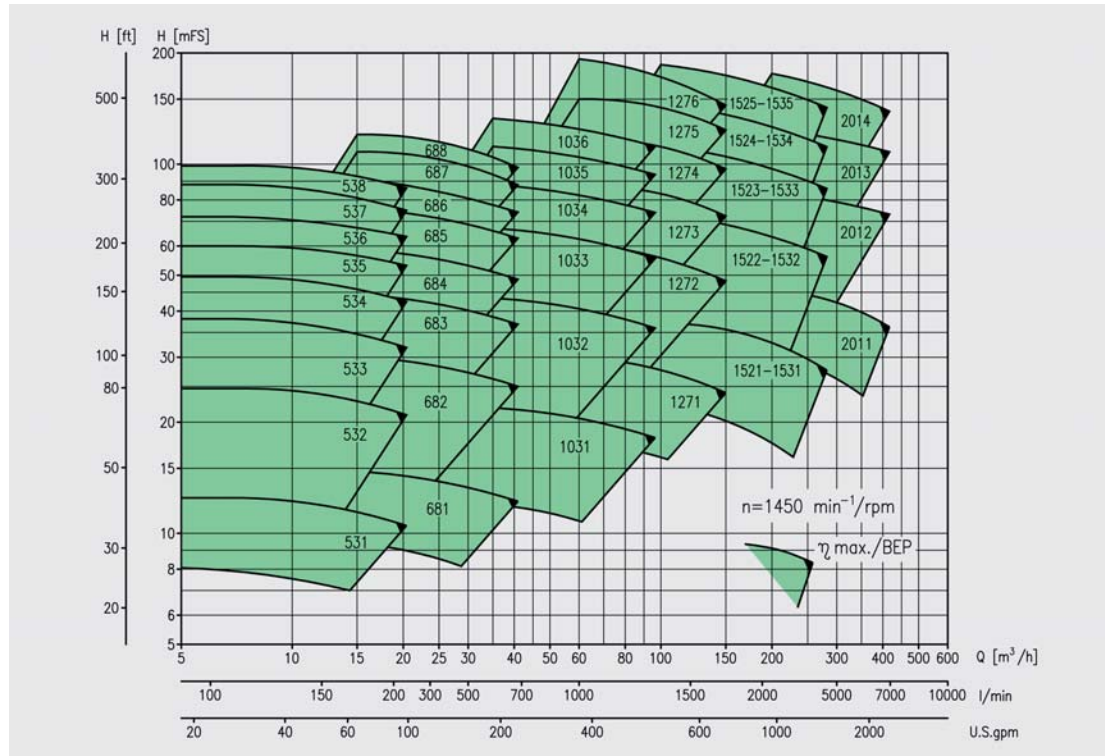 H [ft] H [mFS]
200
500 150
1276 1525-1535 2014
1036 1275 1524-1534
688
100
300 687 1035 1274 2013
538 1523-1533
80 686 1034
537 1273 2012
200 60 536 685 1522-1532
535 1033
50 684 1272
150 534
40 683
1032 2011
100 30 533 1521-1531
80 682 1271
20 532 1031
50 15
681 n=1450 min⁻¹/rpm
10 531 η max./BEP
30
8
20 6
5
5 10 15 20 25 30 40 50 60 80 100 150 200 300 400 500 600 Q [m³/h]
100 150 200 300 500 700 1000 1500 2000 5000 7000 10000 l/min
20 40 60 100 200 400 600 1000 2000 U.S.gpm